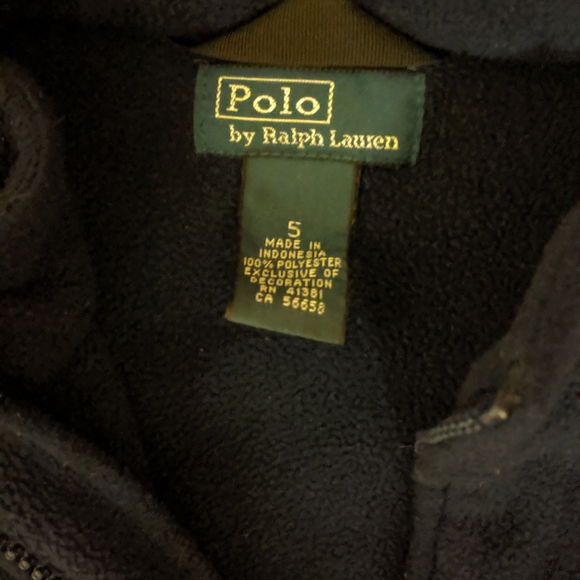 Polo
by Ralph Lauren
5
MADE IN
INDONESIA
100% POLYESTER
EXCLUSIVE OF
DECORATION
RN 41381
CA 56658